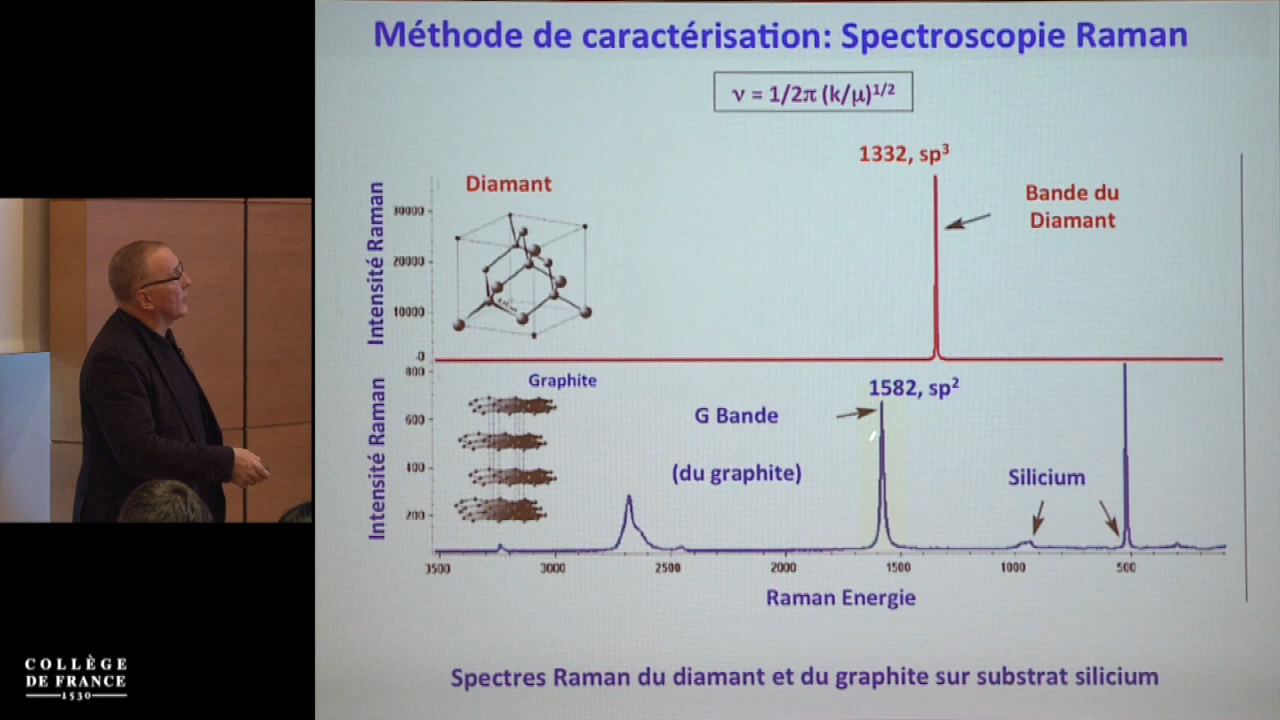 Méthode de caractérisation: Spectroscopie Raman
ν = 1/2π (k/μ)^1/2
1332, sp³
Diamant
Bande du
Diamant
Intensité Raman
30000
20000
10000
0
800
600
400
200
Intensité Raman
Graphite
1582, sp²
G Bande
(du graphite)
Silicium
3500 3000 2500 2000 1500 1000 500
Raman Energie
Spectres Raman du diamant et du graphite sur substrat silicium
COLLÈGE
DE FRANCE
1530